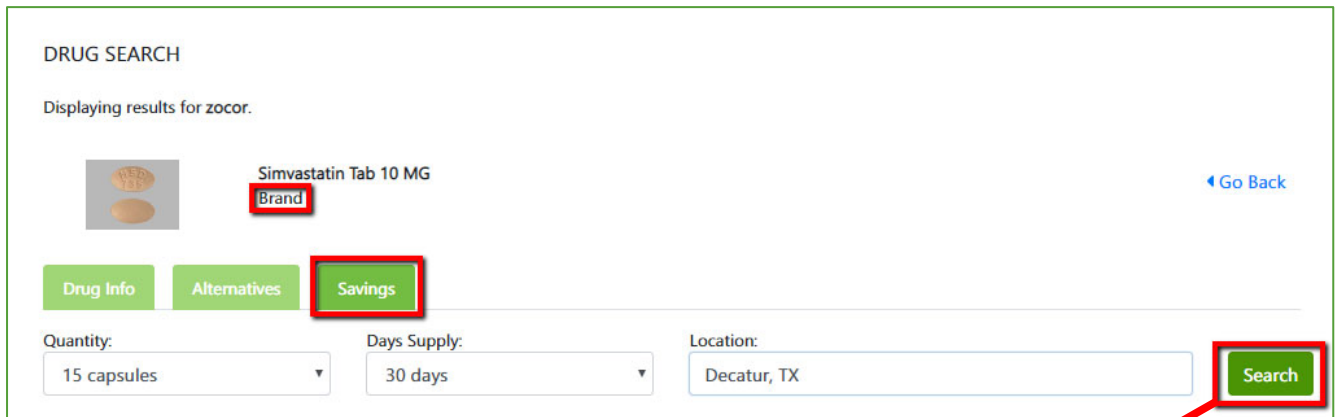 DRUG SEARCH
Displaying results for zocor.
Simvastatin Tab 10 MG
Brand
Go Back
Drug Info Alternatives Savings
Quantity: Days Supply: Location:
15 capsules 30 days Decatur, TX Search